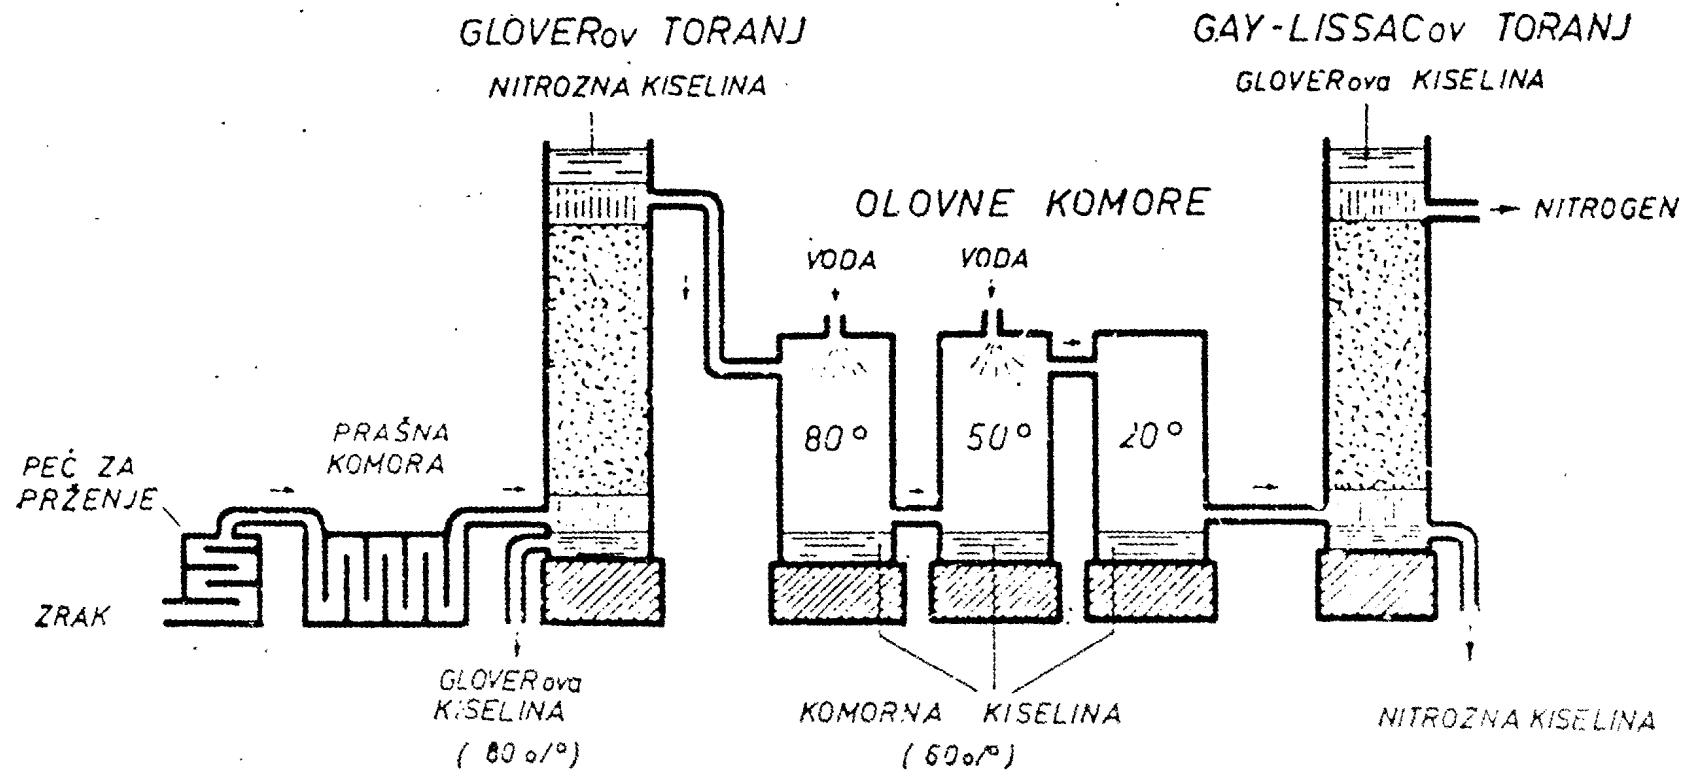 GLOVERov TORANJ
NITROZNA KISELINA
GAY-LISSACov TORANJ
GLOVERova KISELINA
OLOVNE KOMORE
NITROGEN
VODA
VODA
80°
50°
20°
PRAŠNA
KOMORA
PEĆ ZA
PRŽENJE
ZRAK
GLOVERova
KISELINA
(80 o/o)
KOMORNA KISELINA
(60o/o)
NITROZNA KISELINA